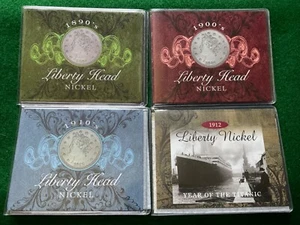 1890's
Liberty Head
NICKEL
1900's
Liberty Head
NICKEL
1910's
Liberty Head
NICKEL
1912
Liberty Nickel
YEAR OF THE TITANIC